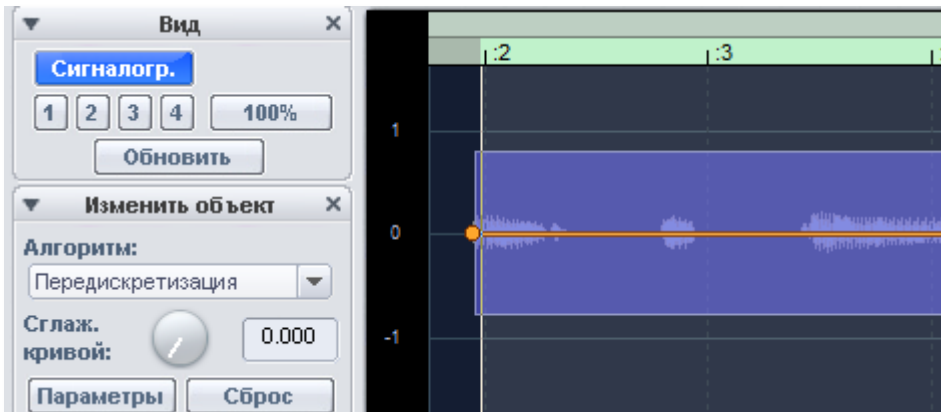 Вид
Сигналогр.
1 2 3 4 100%
Обновить
Изменить объект
Алгоритм:
Передискретизация
Сглаж.
кривой:
0.000
Параметры Сброс
:2 :3
1
0
-1